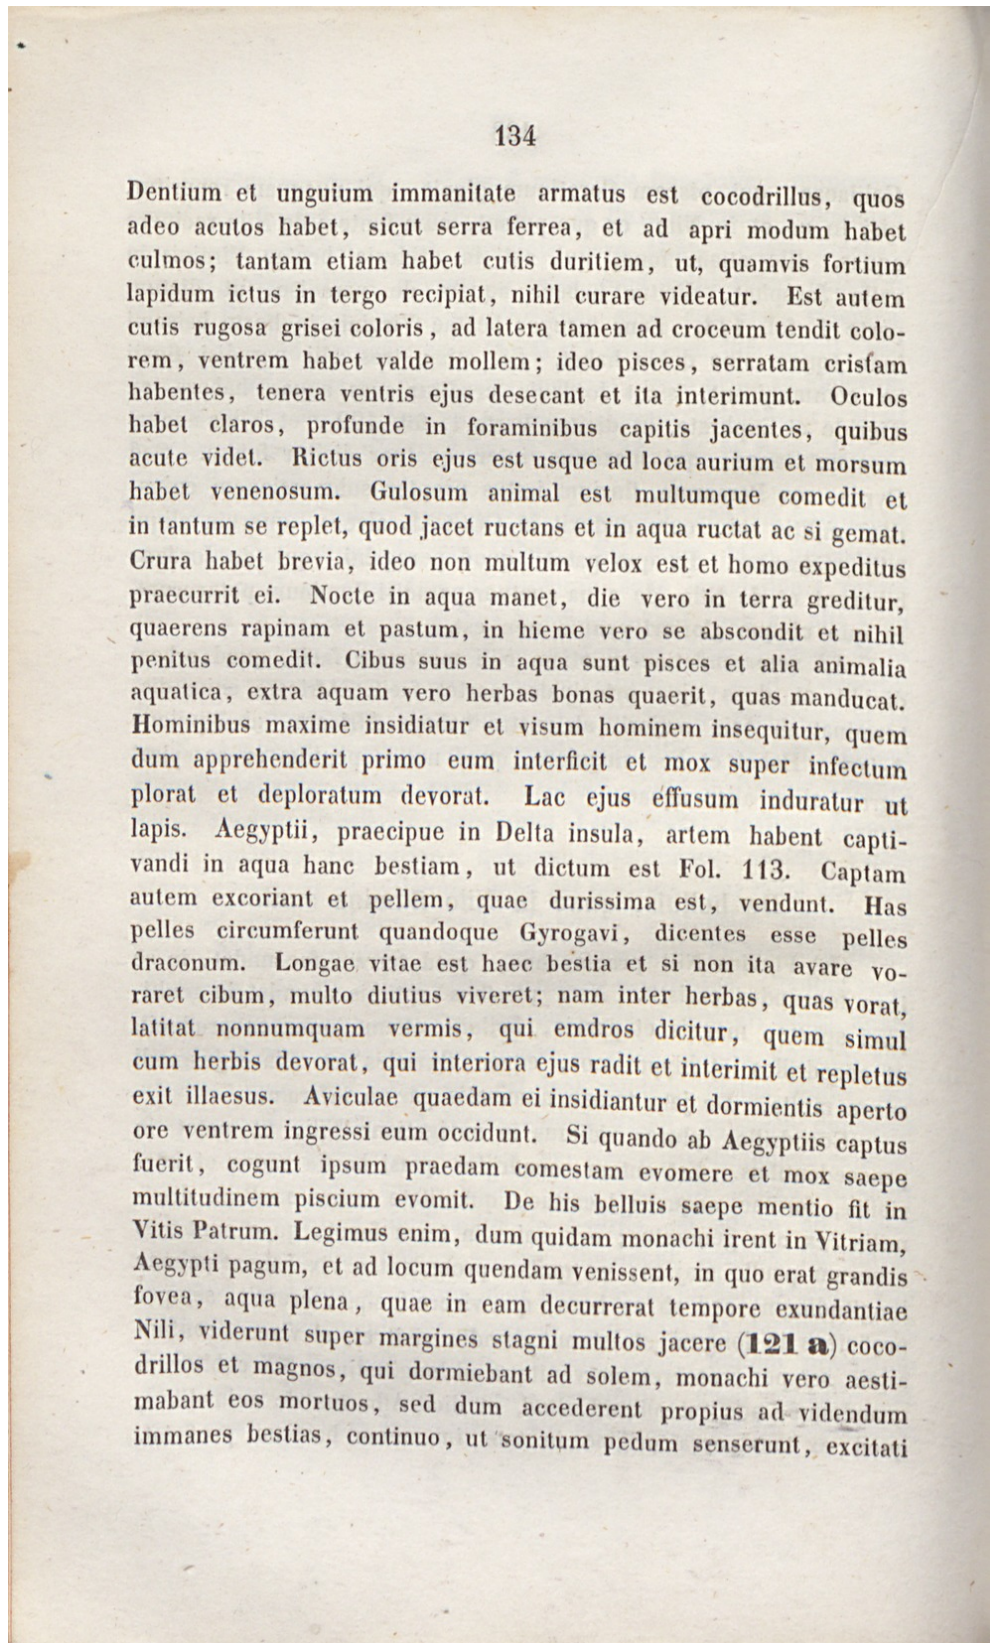 134
Dentium et unguium immanitate armatus est cocodrillus, quos
adeo acutos habet, sicut serra ferrea, et ad apri modum habet
culmos; tantam etiam habet cutis duritiem, ut, quamvis fortium
lapidum ictus in tergo recipiat, nihil curare videatur. Est autem
cutis rugosa grisei coloris, ad latera tamen ad croceum tendit colo-
rem, ventrem habet valde mollem; ideo pisces, serratam cristam
habentes, tenera ventris ejus desecant et ita interimunt. Oculos
habet claros, profunde in foraminibus capitis jacentes, quibus
acute videt. Rictus oris ejus est usque ad loca aurium et morsum
habet venenosum. Gulosum animal est multumque comedit et
in tantum se replet, quod jacet ructans et in aqua ructat ac si gemat.
Crura habet brevia, ideo non multum velox est et homo expeditus
praecurrit ei. Nocte in aqua manet, die vero in terra greditur,
quaerens rapinam et pastum, in hieme vero se abscondit et nihil
penitus comedit. Cibus suus in aqua sunt pisces et alia animalia
aquatica, extra aquam vero herbas bonas quaerit, quas manducat.
Hominibus maxime insidiatur et visum hominem insequitur, quem
dum apprehenderit primo eum interficit et mox super infectum
plorat et deploratum devorat. Lac ejus effusum induratur ut
lapis. Aegyptii, praecipue in Delta insula, artem habent capti-
vandi in aqua hanc bestiam, ut dictum est Fol. 113. Captam
autem excoriant et pellem, quae durissima est, vendunt. Has
pelles circumferunt quandoque Gyrogavi, dicentes esse pelles
draconum. Longae vitae est haec bestia et si non ita avare vo-
raret cibum, multo diutius viveret; nam inter herbas, quas vorat,
latitat nonnumquam vermis, qui emdros dicitur, quem simul
cum herbis devorat, qui interiora ejus radit et interimit et repletus
exit illaesus. Aviculae quaedam ei insidiantur et dormientis aperto
ore ventrem ingressi eum occidunt. Si quando ab Aegyptiis captus
fuerit, cogunt ipsum praedam comestam evomere et mox saepe
multitudinem piscium evomit. De his belluis saepe mentio fit in
Vitis Patrum. Legimus enim, dum quidam monachi irent in Vitriam,
Aegypti pagum, et ad locum quendam venissent, in quo erat grandis
fovea, aqua plena, quae in eam decurrerat tempore exundantiae
Nili, viderunt super margines stagni multos jacere (121 a) coco-
drillos et magnos, qui dormiebant ad solem, monachi vero aesti-
mabant eos mortuos, sed dum accederent propius ad videndum
immanes bestias, continuo, ut sonitum pedum senserunt, excitati